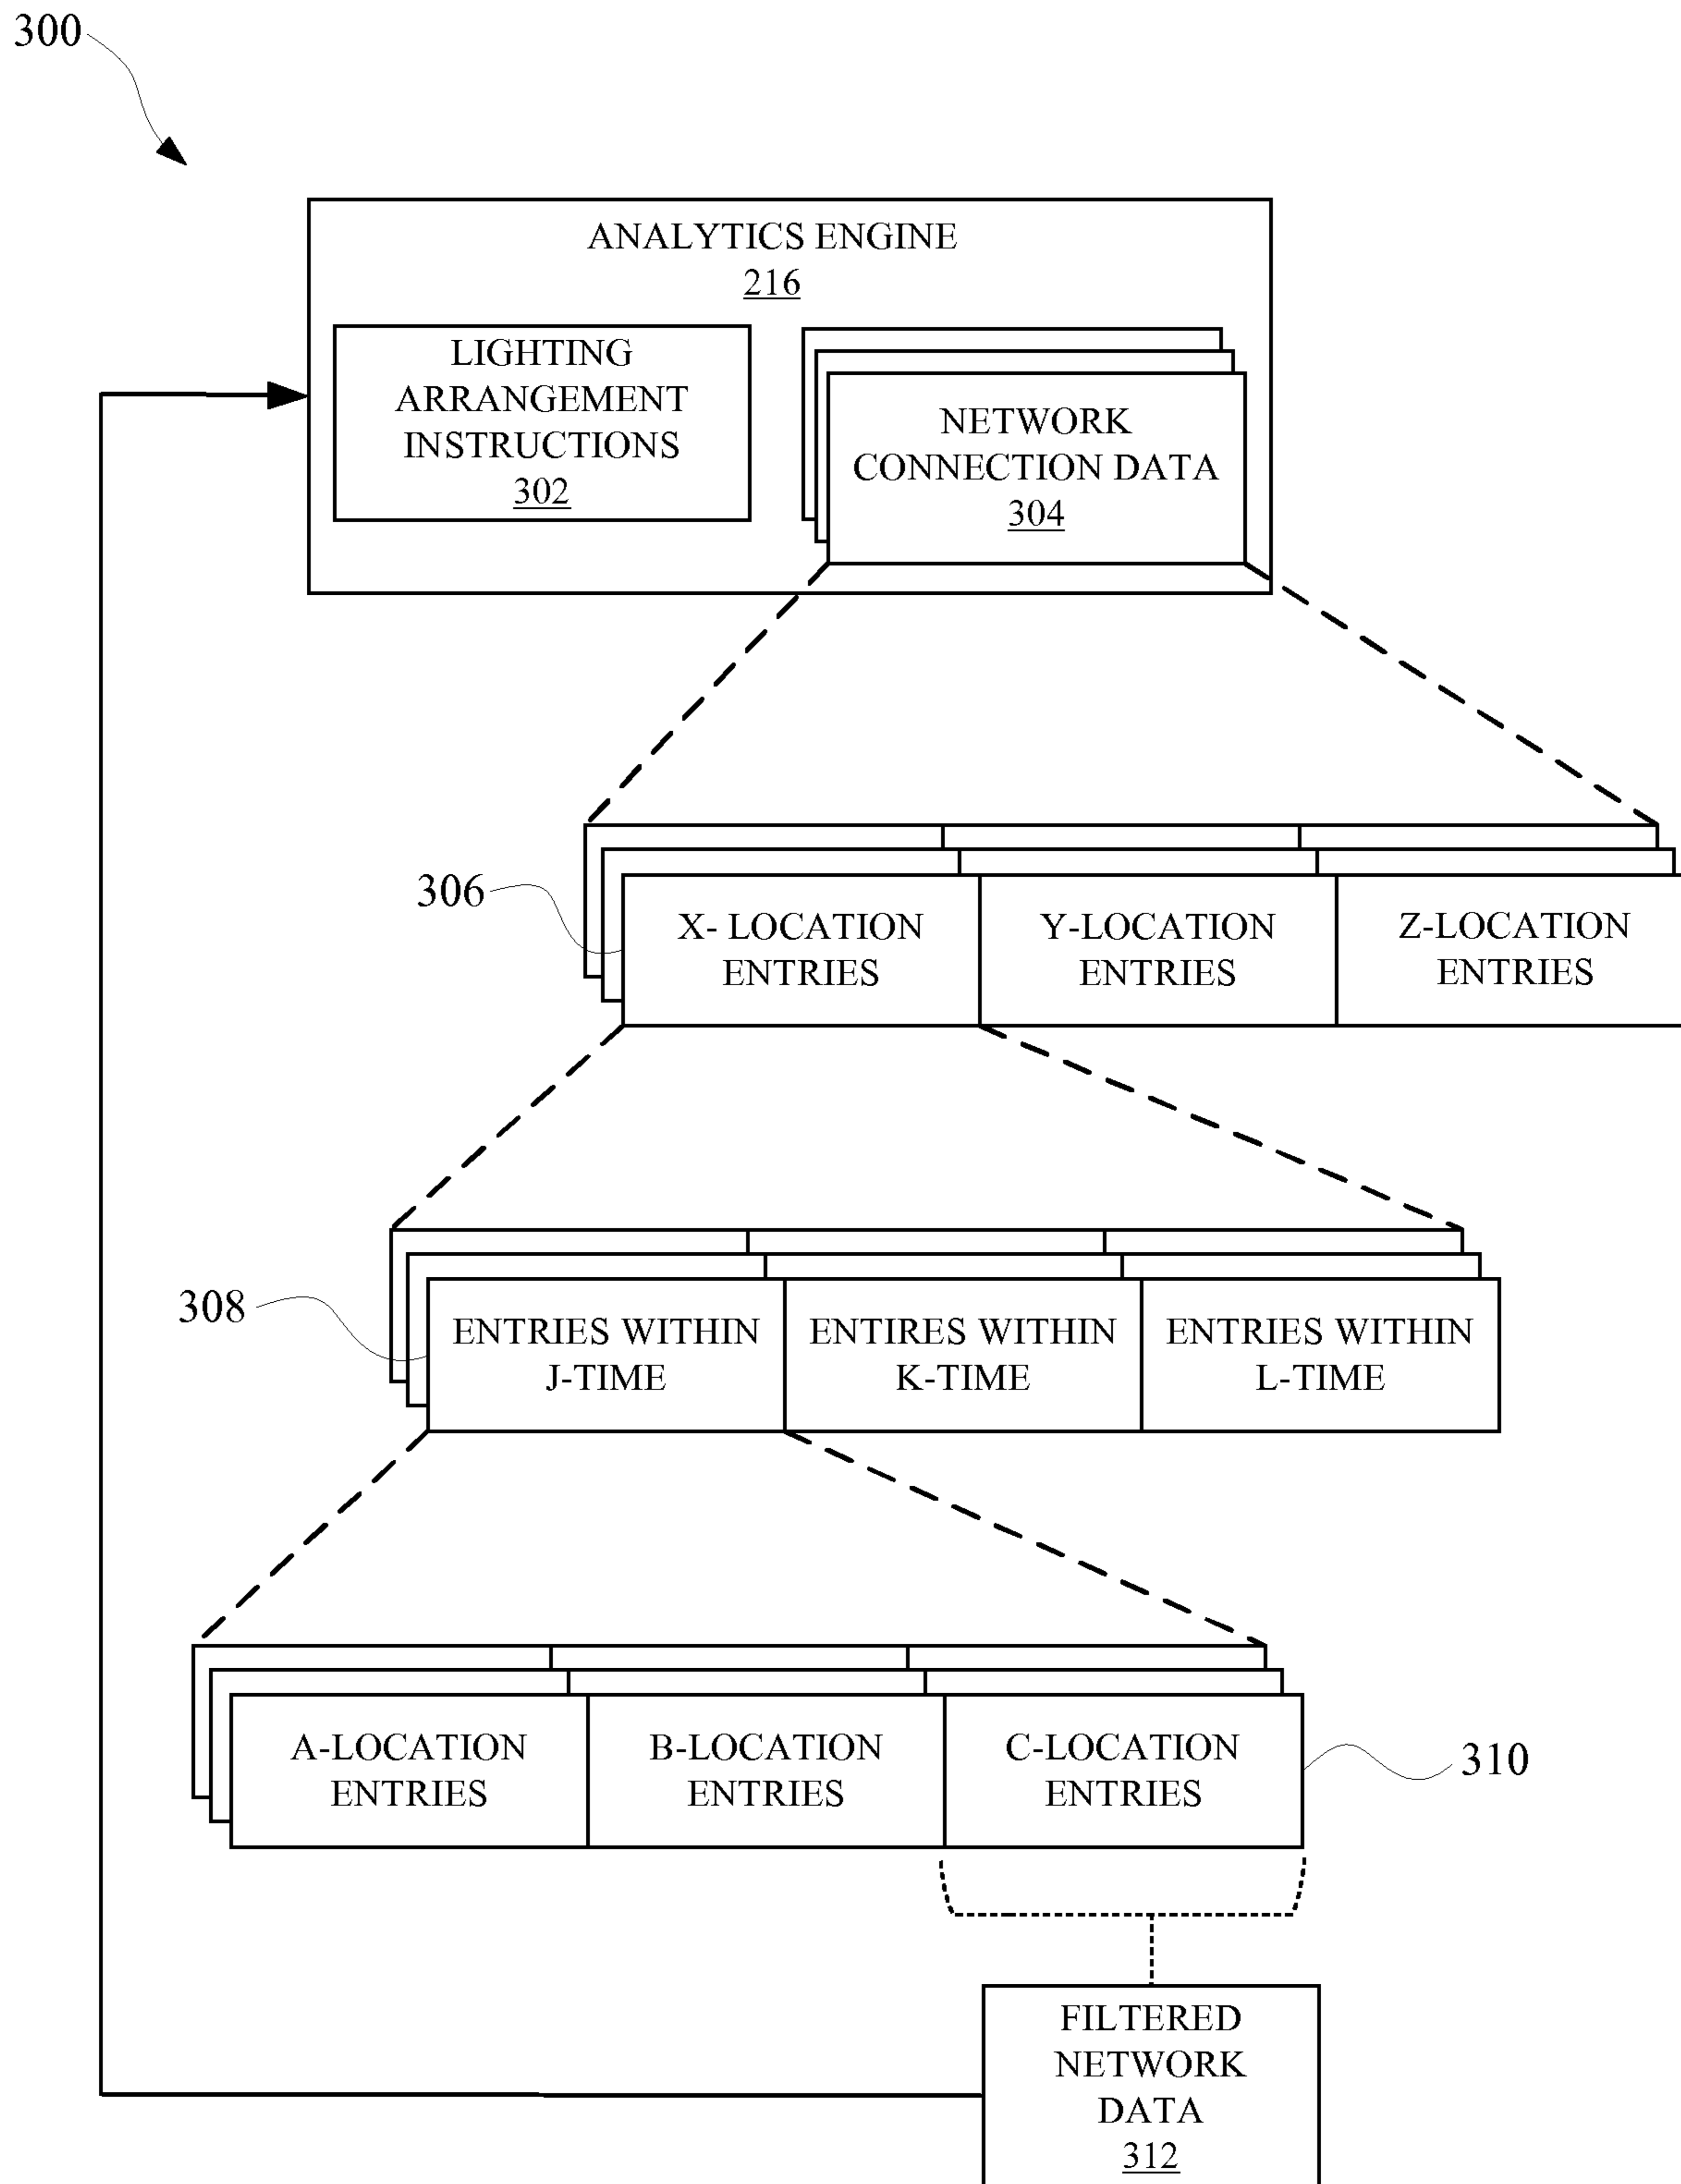 300
ANALYTICS ENGINE
216
LIGHTING
ARRANGEMENT
INSTRUCTIONS
302
NETWORK
CONNECTION DATA
304
306
X- LOCATION
ENTRIES
Y-LOCATION
ENTRIES
Z-LOCATION
ENTRIES
308
ENTRIES WITHIN
J-TIME
ENTIRES WITHIN
K-TIME
ENTRIES WITHIN
L-TIME
A-LOCATION
ENTRIES
B-LOCATION
ENTRIES
C-LOCATION
ENTRIES
310
FILTERED
NETWORK
DATA
312